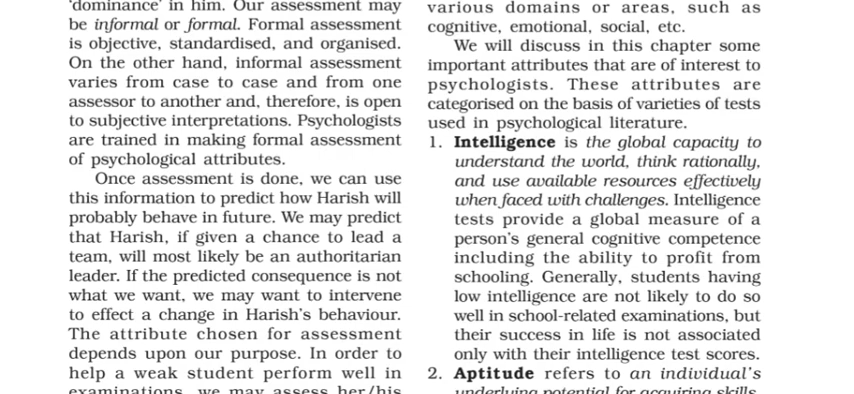 'dominance' in him. Our assessment may
be informal or formal. Formal assessment
is objective, standardised, and organised.
On the other hand, informal assessment
varies from case to case and from one
assessor to another and, therefore, is open
to subjective interpretations. Psychologists
are trained in making formal assessment
of psychological attributes.
Once assessment is done, we can use
this information to predict how Harish will
probably behave in future. We may predict
that Harish, if given a chance to lead a
team, will most likely be an authoritarian
leader. If the predicted consequence is not
what we want, we may want to intervene
to effect a change in Harish's behaviour.
The attribute chosen for assessment
depends upon our purpose. In order to
help a weak student perform well in
examinations, we may assess her/his
various domains or areas, such as
cognitive, emotional, social, etc.
We will discuss in this chapter some
important attributes that are of interest to
psychologists. These attributes are
categorised on the basis of varieties of tests
used in psychological literature.
1. Intelligence is the global capacity to
understand the world, think rationally,
and use available resources effectively
when faced with challenges. Intelligence
tests provide a global measure of a
person's general cognitive competence
including the ability to profit from
schooling. Generally, students having
low intelligence are not likely to do so
well in school-related examinations, but
their success in life is not associated
only with their intelligence test scores.
2. Aptitude refers to an individual's
underlying potential for acquiring skills.